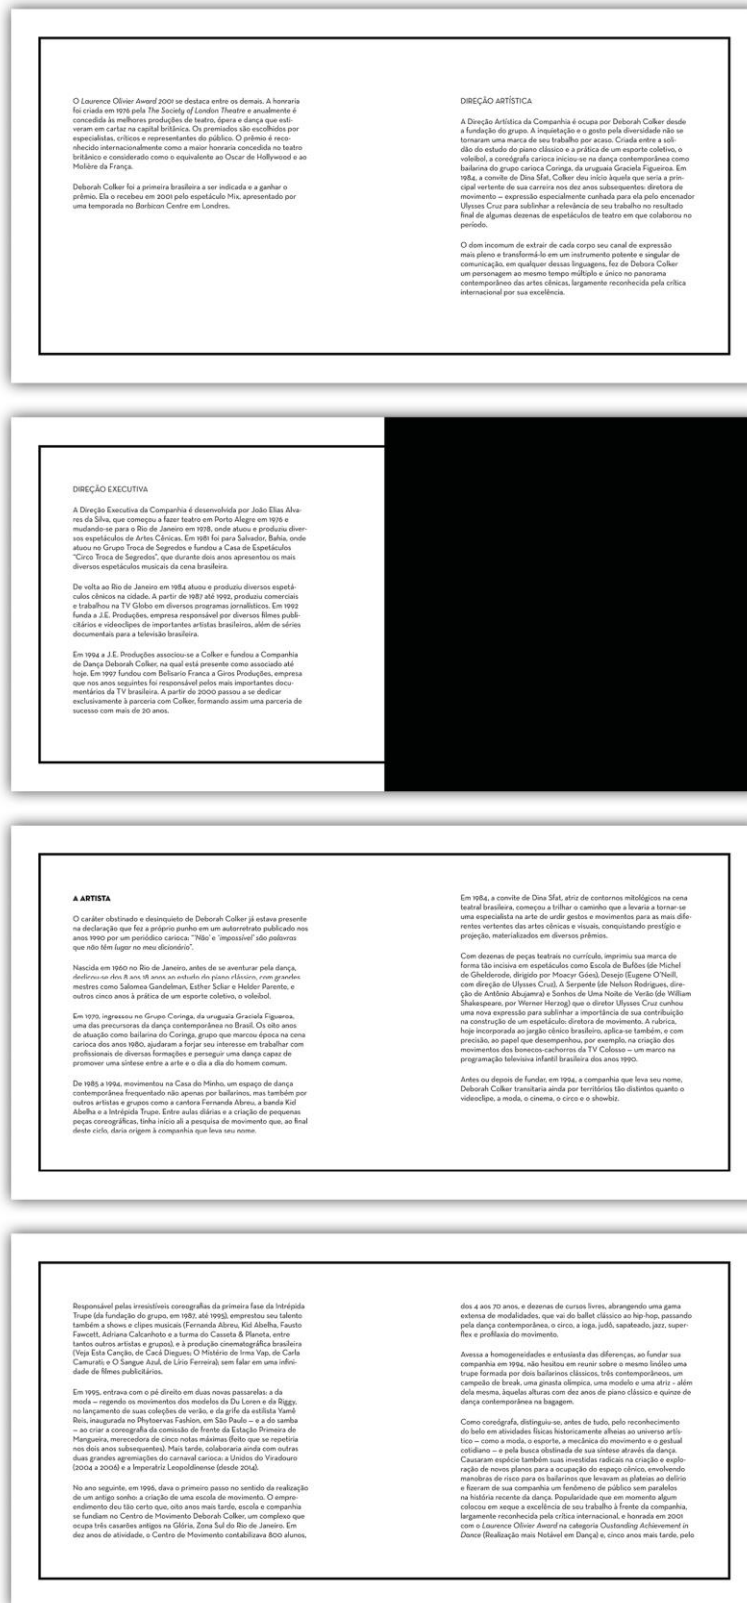 O Laurence Olivier Award 2001 se destaca entre os demais. A honraria
foi criada em 1976 pela The Society of London Theatre e anualmente é
concedida às melhores produções de teatro, ópera e dança que esti-
veram em cartaz na capital britânica. Os premiados são escolhidos por
especialistas, críticos e representantes do público. O prêmio é reco-
nhecido internacionalmente como a maior honraria concedida no teatro
britânico e considerado como o equivalente ao Oscar de Hollywood e ao
Molière da França.
Deborah Colker foi a primeira brasileira a ser indicada e a ganhar o
prêmio. Ela o recebeu em 2001 pelo espetáculo Mix, apresentado por
uma temporada no Barbican Centre em Londres.
DIREÇÃO ARTÍSTICA
A Direção Artística da Companhia é ocupa por Deborah Colker desde
a fundação do grupo. A inquietação e o gosto pela diversidade não se
tornaram uma marca de seu trabalho por acaso. Criada entre a soli-
dão do estudo do piano clássico e a prática de um esporte coletivo, o
voleibol, a coreógrafa carioca iniciou-se na dança contemporânea como
bailarina do grupo carioca Coringa, da uruguaia Graciela Figueiroa. Em
1984, a convite de Dina Sfat, Colker deu início àquela que seria a prin-
cipal vertente de sua carreira nos dez anos subsequentes: diretora de
movimento — expressão especialmente cunhada para ela pelo encenador
Ulysses Cruz para sublinhar a relevância de seu trabalho no resultado
final de algumas dezenas de espetáculos de teatro em que colaborou no
período.
O dom incomum de extrair de cada corpo seu canal de expressão
mais pleno e transformá-lo em um instrumento potente e singular de
comunicação, em qualquer dessas linguagens, fez de Debora Colker
um personagem ao mesmo tempo múltiplo e único no panorama
contemporâneo das artes cênicas, largamente reconhecida pela crítica
internacional por sua excelência.
DIREÇÃO EXECUTIVA
A Direção Executiva da Companhia é desenvolvida por João Elias Alva-
res da Silva, que começou a fazer teatro em Porto Alegre em 1976 e
mudando-se para o Rio de Janeiro em 1978, onde atuou e produziu diver-
sos espetáculos de Artes Cênicas. Em 1981 foi para Salvador, Bahia, onde
atuou no Grupo Troca de Segredos e fundou a Casa de Espetáculos
"Circo Troca de Segredos", que durante dois anos apresentou os mais
diversos espetáculos musicais da cena brasileira.
De volta ao Rio de Janeiro em 1984 atuou e produziu diversos espetá-
culos cênicos na cidade. A partir de 1987 até 1992, produziu comerciais
e trabalhou na TV Globo em diversos programas jornalísticos. Em 1992
funda a J.E. Produções, empresa responsável por diversos filmes publi-
citários e videoclipes de importantes artistas brasileiros, além de séries
documentais para a televisão brasileira.
Em 1994 a J.E. Produções associou-se a Colker e fundou a Companhia
de Dança Deborah Colker, na qual está presente como associado até
hoje. Em 1997 fundou com Belisario Franca a Giros Produções, empresa
que nos anos seguintes foi responsável pelos mais importantes docu-
mentários da TV brasileira. A partir de 2000 passou a se dedicar
exclusivamente à parceria com Colker, formando assim uma parceria de
sucesso com mais de 20 anos.
A ARTISTA
O caráter obstinado e desinquieto de Deborah Colker já estava presente
na declaração que fez a próprio punho em um autorretrato publicado nos
anos 1990 por um periódico carioca: "'Não' e 'impossível' são palavras
que não têm lugar no meu dicionário".
Nascida em 1960 no Rio de Janeiro, antes de se aventurar pela dança,
dedicou-se dos 8 aos 18 anos ao estudo do piano clássico, com grandes
mestres como Salomea Gandelman, Esther Scliar e Helder Parente, e
outros cinco anos à prática de um esporte coletivo, o voleibol.
Em 1979, ingressou no Grupo Coringa, da uruguaia Graciela Figueroa,
uma das precursoras da dança contemporânea no Brasil. Os oito anos
de atuação como bailarina do Coringa, grupo que marcou época na cena
carioca dos anos 1980, ajudaram a forjar seu interesse em trabalhar com
profissionais de diversas formações e perseguir uma dança capaz de
promover uma síntese entre a arte e o dia a dia do homem comum.
De 1985 a 1994, movimentou na Casa do Minho, um espaço de dança
contemporânea frequentado não apenas por bailarinos, mas também por
outros artistas e grupos como a cantora Fernanda Abreu, a banda Kid
Abelha e a Intrépida Trupe. Entre aulas diárias e a criação de pequenas
peças coreográficas, tinha início ali a pesquisa de movimento que, ao final
deste ciclo, daria origem à companhia que leva seu nome.
Em 1984, a convite de Dina Sfat, atriz de contornos mitológicos na cena
teatral brasileira, começou a trilhar o caminho que a levaria a tornar-se
uma especialista na arte de urdir gestos e movimentos para as mais dife-
rentes vertentes das artes cênicas e visuais, conquistando prestígio e
projeção, materializados em diversos prêmios.
Com dezenas de peças teatrais no currículo, imprimiu sua marca de
forma tão incisiva em espetáculos como Escola de Bufões (de Michel
de Ghelderode, dirigido por Moacyr Góes), Desejo (Eugene O'Neill,
com direção de Ulysses Cruz), A Serpente (de Nelson Rodrigues, dire-
ção de Antônio Abujamra) e Sonhos de Uma Noite de Verão (de William
Shakespeare, por Werner Herzog) que o diretor Ulysses Cruz cunhou
uma nova expressão para sublinhar a importância de sua contribuição
na construção de um espetáculo: diretora de movimento. A rubrica,
hoje incorporada ao jargão cênico brasileiro, aplica-se também, e com
precisão, ao papel que desempenhou, por exemplo, na criação dos
movimentos dos bonecos-cachorros da TV Colosso — um marco na
programação televisiva infantil brasileira dos anos 1990.
Antes ou depois de fundar, em 1994, a companhia que leva seu nome,
Deborah Colker transitaria ainda por territórios tão distintos quanto o
videoclipe, a moda, o cinema, o circo e o showbiz.
Responsável pelas irresistíveis coreografias da primeira fase da Intrépida
Trupe (da fundação do grupo, em 1987, até 1995), emprestou seu talento
também a shows e clipes musicais (Fernanda Abreu, Kid Abelha, Fausto
Fawcett, Adriana Calcanhoto e a turma do Casseta & Planeta, entre
tantos outros artistas e grupos), e à produção cinematográfica brasileira
(Veja Esta Canção, de Cacá Diegues; O Mistério de Irma Vap, de Carla
Camurati; e O Sangue Azul, de Lírio Ferreira); sem falar em uma infini-
dade de filmes publicitários.
Em 1995, entrava com o pé direito em duas novas passarelas: a da
moda — regendo os movimentos dos modelos da Du Loren e da Riggy,
no lançamento de suas coleções de verão, e da grife da estilista Yamê
Reis, inaugurada no Phytoervas Fashion, em São Paulo — e a do samba
— ao criar a coreografia da comissão de frente da Estação Primeira de
Mangueira, merecedora de cinco notas máximas (feito que se repetiria
nos dois anos subsequentes). Mais tarde, colaboraria ainda com outras
duas grandes agremiações do carnaval carioca: a Unidos do Viradouro
(2004 a 2006) e a Imperatriz Leopoldinense (desde 2014).
No ano seguinte, em 1996, dava o primeiro passo no sentido da realização
de um antigo sonho: a criação de uma escola de movimento. O empre-
endimento deu tão certo que, oito anos mais tarde, escola e companhia
se fundiam no Centro de Movimento Deborah Colker, um complexo que
ocupa três casarões antigos na Glória, Zona Sul do Rio de Janeiro. Em
dez anos de atividade, o Centro de Movimento contabilizava 800 alunos,
dos 4 aos 70 anos, e dezenas de cursos livres, abrangendo uma gama
extensa de modalidades, que vai do ballet clássico ao hip-hop, passando
pela dança contemporânea, o circo, a ioga, judô, sapateado, jazz, super-
flex e profilaxia do movimento.
Avessa a homogeneidades e entusiasta das diferenças, ao fundar sua
companhia em 1994, não hesitou em reunir sobre o mesmo linóleo uma
trupe formada por dois bailarinos clássicos, três contemporâneos, um
campeão de break, uma ginasta olímpica, uma modelo e uma atriz – além
dela mesma, àquelas alturas com dez anos de piano clássico e quinze de
dança contemporânea na bagagem.
Como coreógrafa, distinguiu-se, antes de tudo, pelo reconhecimento
do belo em atividades físicas historicamente alheias ao universo artís-
tico — como a moda, o esporte, a mecânica do movimento e o gestual
cotidiano — e pela busca obstinada de sua síntese através da dança.
Causaram espécie também suas investidas radicais na criação e explo-
ração de novos planos para a ocupação do espaço cênico, envolvendo
manobras de risco para os bailarinos que levavam as plateias ao delírio
e fizeram de sua companhia um fenômeno de público sem paralelos
na história recente da dança. Popularidade que em momento algum
colocou em xeque a excelência de seu trabalho à frente da companhia,
largamente reconhecida pela crítica internacional, e honrada em 2001
com o Laurence Olivier Award na categoria Oustanding Achievement in
Dance (Realização mais Notável em Dança) e, cinco anos mais tarde, pelo